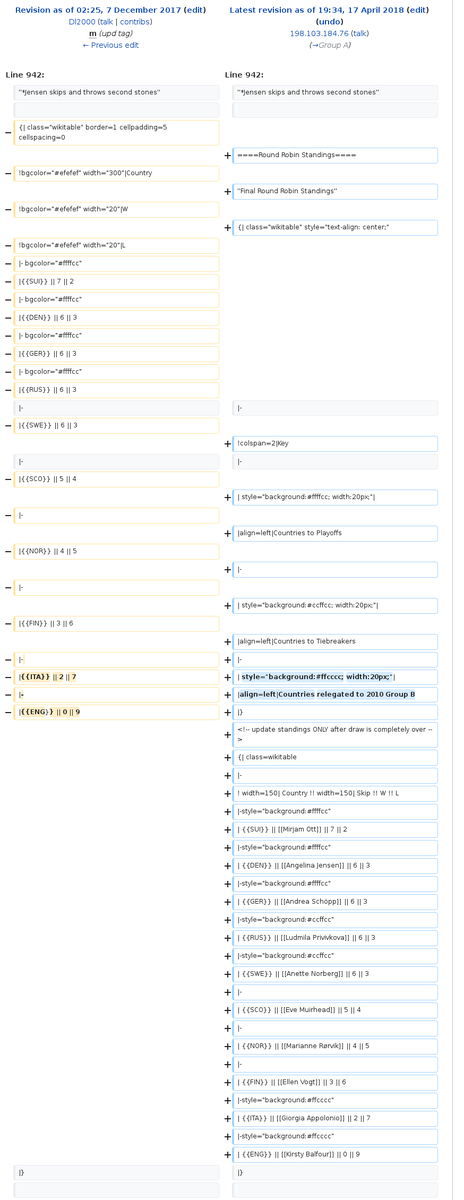 Revision as of 02:25, 7 December 2017 (edit)
Dl2000 (talk | contribs)
m (upd tag)
← Previous edit
Latest revision as of 19:34, 17 April 2018 (edit)
(undo)
198.103.184.76 (talk)
(→Group A)
Line 942:
Line 942:
''*Jensen skips and throws second stones''
''*Jensen skips and throws second stones''
− {| class="wikitable" border=1 cellpadding=5
cellspacing=0
+ ====Round Robin Standings====
− !bgcolor="#efefef" width="300"|Country
+ ''Final Round Robin Standings''
− !bgcolor="#efefef" width="20"|W
+ {| class="wikitable" style="text-align: center;"
− !bgcolor="#efefef" width="20"|L
− |- bgcolor="#ffffcc"
− |{{SUI}} || 7 || 2
− |- bgcolor="#ffffcc"
− |{{DEN}} || 6 || 3
− |- bgcolor="#ffffcc"
− |{{GER}} || 6 || 3
− |- bgcolor="#ffffcc"
− |{{RUS}} || 6 || 3
|-
|-
− |{{SWE}} || 6 || 3
+ !colspan=2|Key
|-
|-
− |{{SCO}} || 5 || 4
+ | style="background:#ffffcc; width:20px;"|
− |-
+ |align=left|Countries to Playoffs
− |{{NOR}} || 4 || 5
+ |-
− |-
+ | style="background:#ccffcc; width:20px;"|
− |{{FIN}} || 3 || 6
+ |align=left|Countries to Tiebreakers
− |-
+ |-
− |{{ITA}} || 2 || 7
+ | style="background:#ffcccc; width:20px;"|
− |-
+ |align=left|Countries relegated to 2010 Group B
− |{{ENG}} || 0 || 9
+ |}
+ <!-- update standings ONLY after draw is completely over --
>
+ {| class=wikitable
+ |-
+ ! width=150| Country !! width=150| Skip !! W !! L
+ |-style="background:#ffffcc"
+ | {{SUI}} || [[Mirjam Ott]] || 7 || 2
+ |-style="background:#ffffcc"
+ | {{DEN}} || [[Angelina Jensen]] || 6 || 3
+ |-style="background:#ffffcc"
+ | {{GER}} || [[Andrea Schöpp]] || 6 || 3
+ |-style="background:#ccffcc"
+ | {{RUS}} || [[Ludmila Privivkova]] || 6 || 3
+ |-style="background:#ccffcc"
+ | {{SWE}} || [[Anette Norberg]] || 6 || 3
+ |-
+ | {{SCO}} || [[Eve Muirhead]] || 5 || 4
+ |-
+ | {{NOR}} || [[Marianne Rørvik]] || 4 || 5
+ |-
+ | {{FIN}} || [[Ellen Vogt]] || 3 || 6
+ |-style="background:#ffcccc"
+ | {{ITA}} || [[Giorgia Appolonio]] || 2 || 7
+ |-style="background:#ffcccc"
+ | {{ENG}} || [[Kirsty Balfour]] || 0 || 9
|}
|}